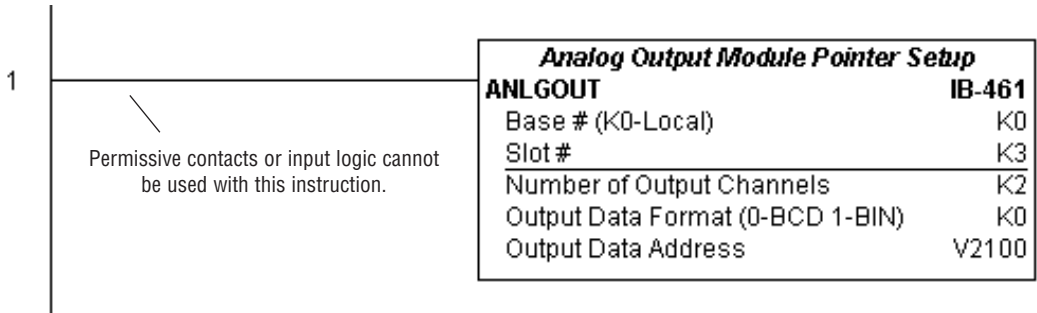 1
Analog Output Module Pointer Setup
ANLGOUT IB-461
Base # (K0-Local) K0
Slot # K3
Number of Output Channels K2
Output Data Format (0-BCD 1-BIN) K0
Output Data Address V2100
Permissive contacts or input logic cannot
be used with this instruction.